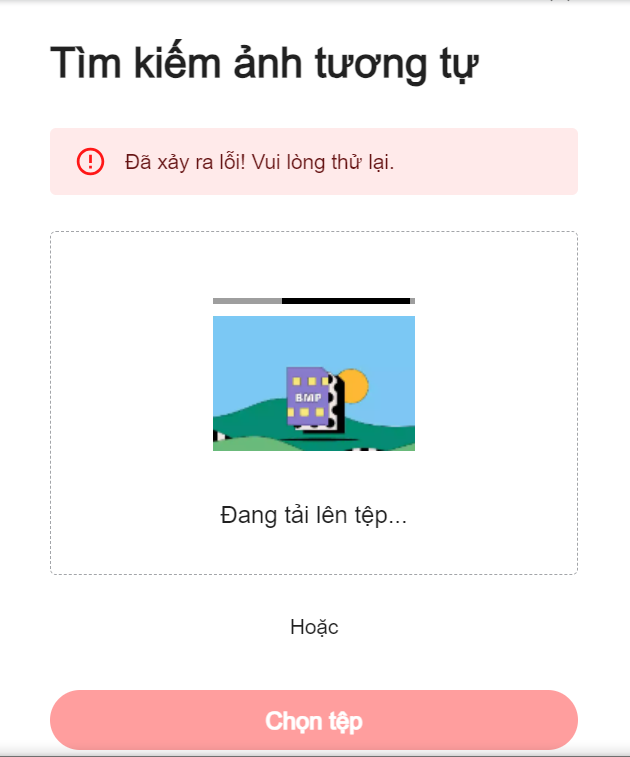 Tìm kiếm ảnh tương tự
Đã xảy ra lỗi! Vui lòng thử lại.
BMP
Đang tải lên tệp...
Hoặc
Chọn tệp